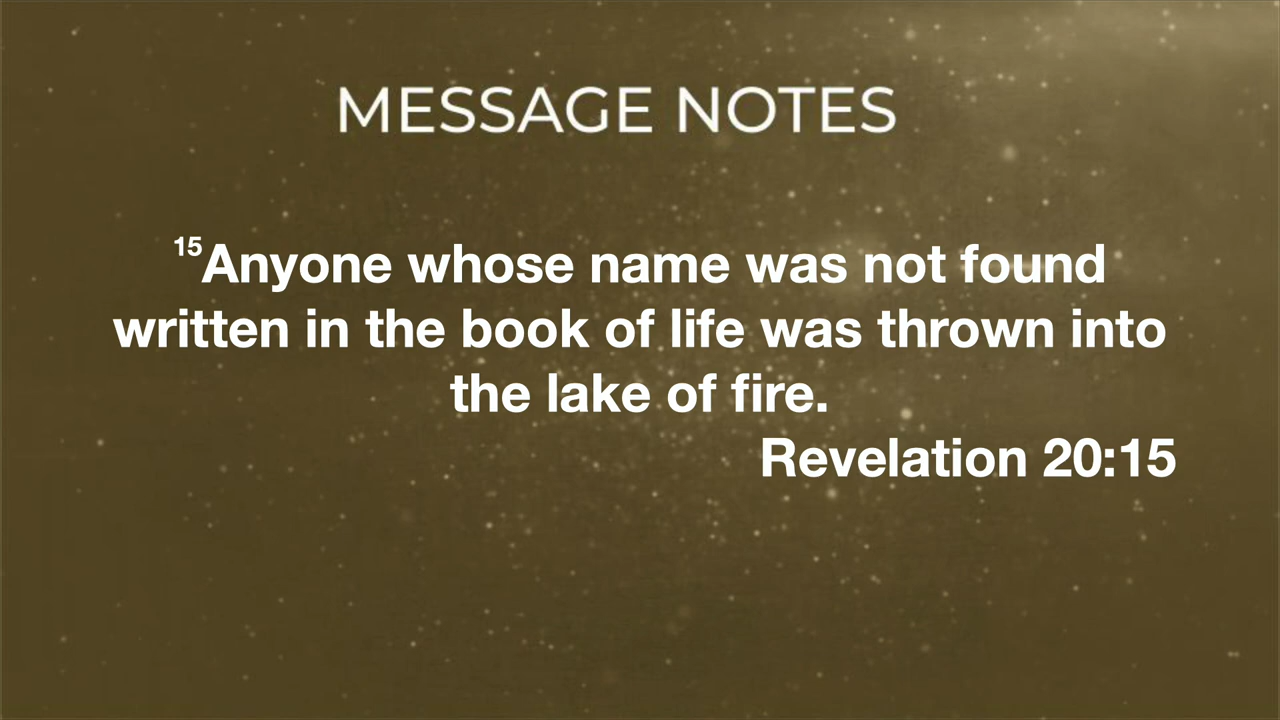 MESSAGE NOTES
15Anyone whose name was not found
written in the book of life was thrown into
the lake of fire.
Revelation 20:15